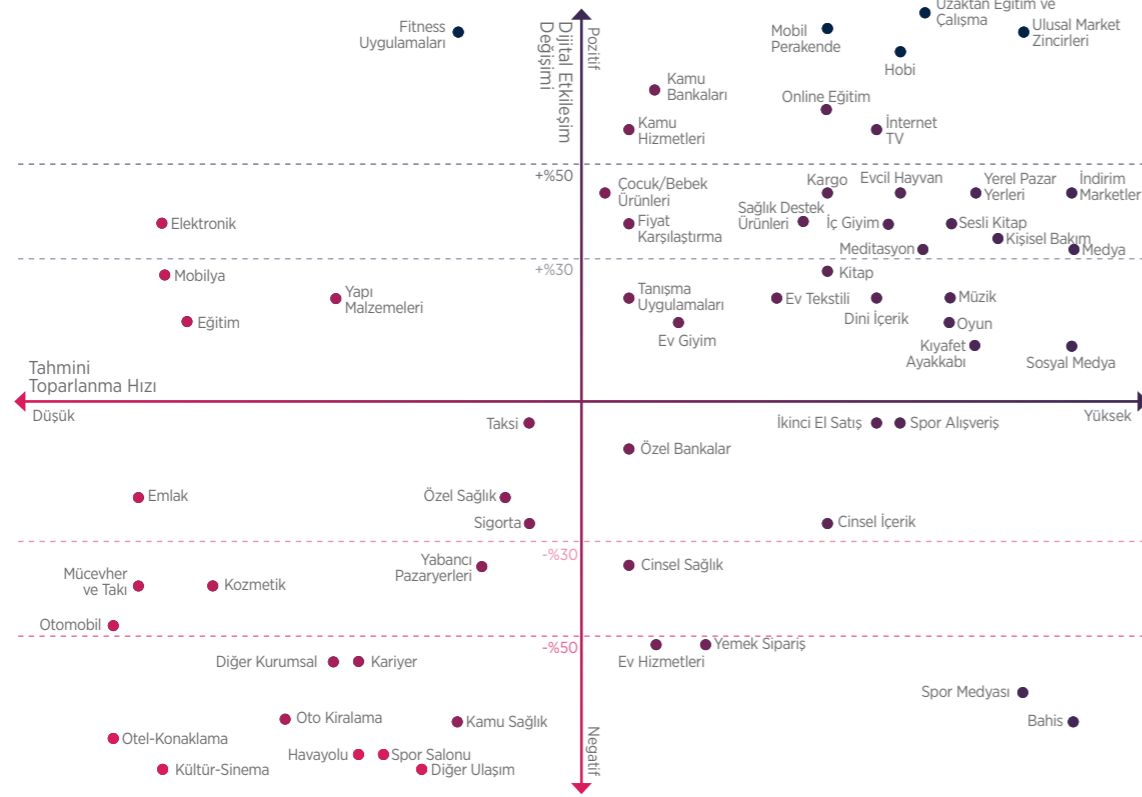 Uzaktan Eğitim ve
Çalışma
Fitness
Uygulamaları
Dijital Etkileşim
Değişimi
Pozitif
Mobil
Perakende
Ulusal Market
Zincirleri
Hobi
Kamu
Bankaları
Online Eğitim
Kamu
Hizmetleri
İnternet
TV
+%50
Çocuk/Bebek
Ürünleri
Kargo
Evcil Hayvan
Yerel Pazar
Yerleri
İndirim
Marketler
Elektronik
Fiyat
Karşılaştırma
Sağlık Destek
Ürünleri
İç Giyim
Sesli Kitap
Kişisel Bakım
Meditasyon
Medya
+%30
Mobilya
Kitap
Yapı
Malzemeleri
Tanışma
Uygulamaları
Ev Tekstili
Dini İçerik
Müzik
Eğitim
Ev Giyim
Oyun
Kıyafet
Ayakkabı
Sosyal Medya
Tahmini
Toparlanma Hızı
Düşük
Yüksek
Taksi
İkinci El Satış
Spor Alışveriş
Özel Bankalar
Emlak
Özel Sağlık
Sigorta
Cinsel İçerik
-%30
Yabancı
Pazaryerleri
Cinsel Sağlık
Mücevher
ve Takı
Kozmetik
Otomobil
-%50
Ev Hizmetleri
Yemek Sipariş
Diğer Kurumsal
Kariyer
Spor Medyası
Oto Kiralama
Kamu Sağlık
Bahis
Otel-Konaklama
Havayolu
Spor Salonu
Kültür-Sinema
Diğer Ulaşım
Negatif